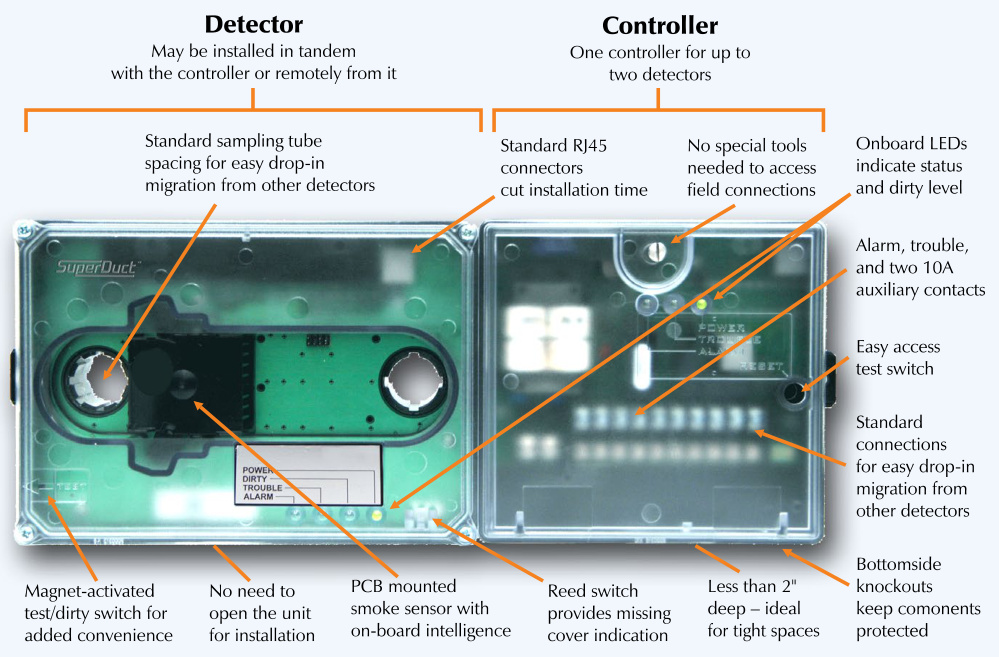 Detector
May be installed in tandem
with the controller or remotely from it
Controller
One controller for up to
two detectors
Standard sampling tube
spacing for easy drop-in
migration from other detectors
Standard RJ45
connectors
cut installation time
No special tools
needed to access
field connections
Onboard LEDs
indicate status
and dirty level
Alarm, trouble,
and two 10A
auxiliary contacts
Easy access
test switch
Standard
connections
for easy drop-in
migration from
other detectors
Bottomside
knockouts
keep comonents
protected
SuperDuct™
POWER
TROUBLE
ALARM
RESET
POWER
DIRTY
TROUBLE
ALARM
TEST
Magnet-activated
test/dirty switch for
added convenience
No need to
open the unit
for installation
PCB mounted
smoke sensor with
on-board intelligence
Reed switch
provides missing
cover indication
Less than 2"
deep – ideal
for tight spaces